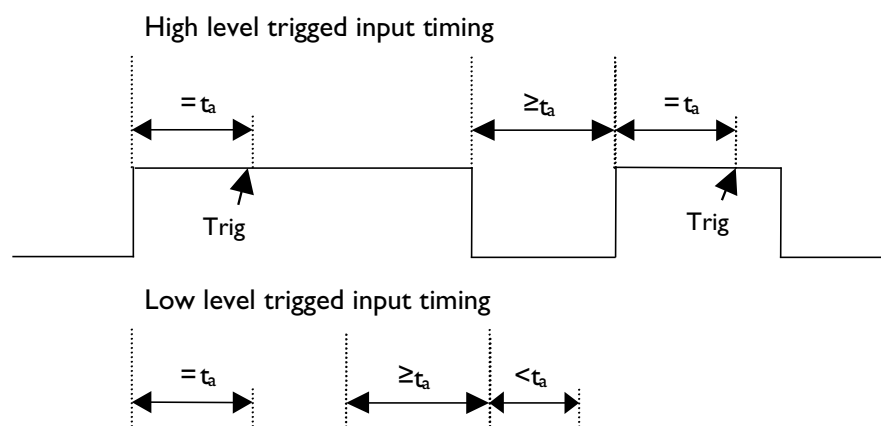 High level trigged input timing
= ta ≥ta = ta
Trig Trig
Low level trigged input timing
= ta ≥ta <ta